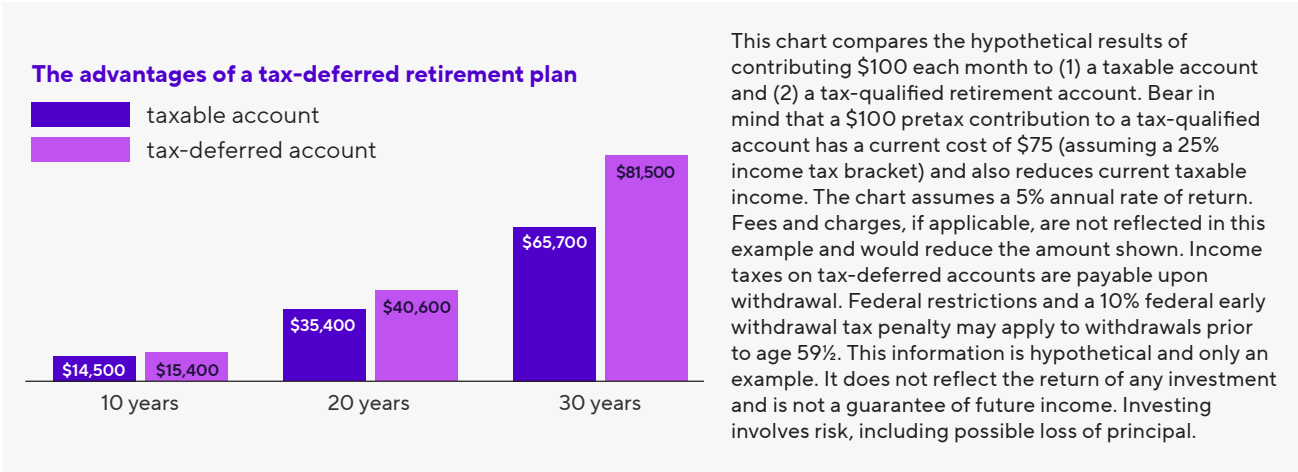 The advantages of a tax-deferred retirement plan
taxable account
tax-deferred account
$14,500
$15,400
$35,400
$40,600
$65,700
$81,500
10 years
20 years
30 years
This chart compares the hypothetical results of
contributing $100 each month to (1) a taxable account
and (2) a tax-qualified retirement account. Bear in
mind that a $100 pretax contribution to a tax-qualified
account has a current cost of $75 (assuming a 25%
income tax bracket) and also reduces current taxable
income. The chart assumes a 5% annual rate of return.
Fees and charges, if applicable, are not reflected in this
example and would reduce the amount shown. Income
taxes on tax-deferred accounts are payable upon
withdrawal. Federal restrictions and a 10% federal early
withdrawal tax penalty may apply to withdrawals prior
to age 59½. This information is hypothetical and only an
example. It does not reflect the return of any investment
and is not a guarantee of future income. Investing
involves risk, including possible loss of principal.